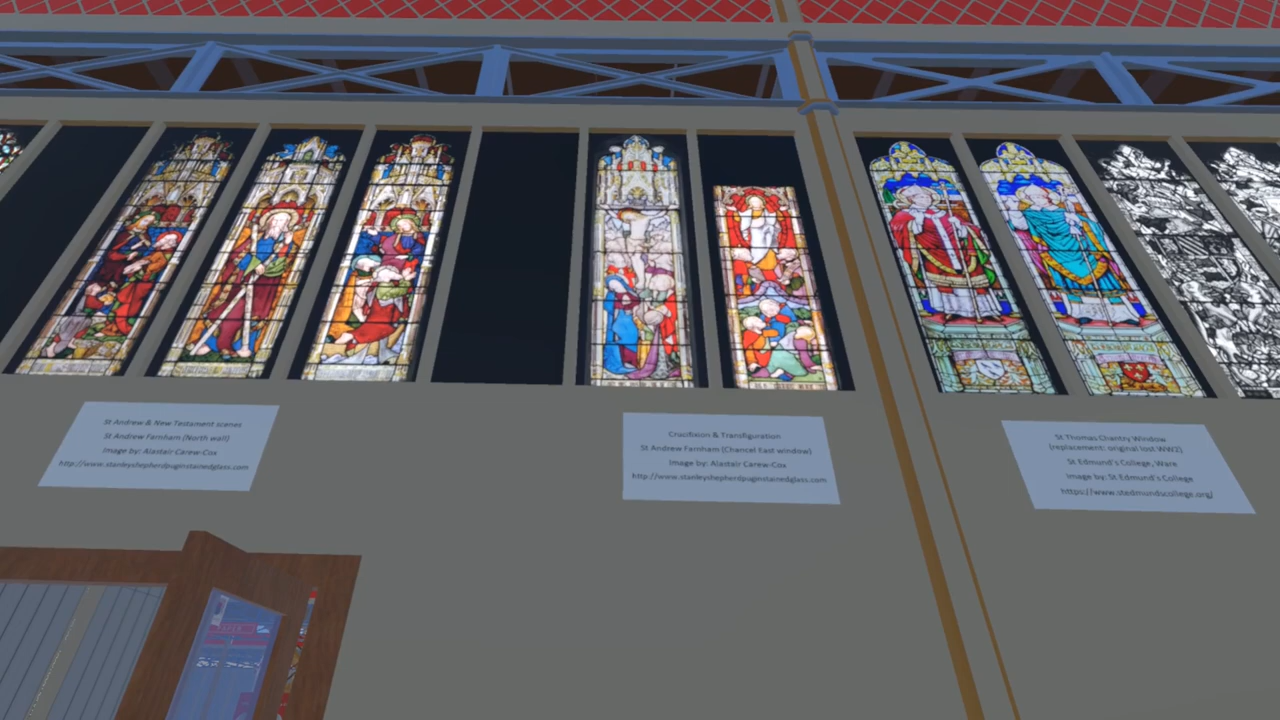 St Andrew & New Testament scenes
St Andrew Farnham (North wall)
Image by: Alastair Carew-Cox
http://www.stanleyshepherdpuginstainedglass.com
Crucifixion & Transfiguration
St Andrew Farnham (Chancel East window)
Image by: Alastair Carew-Cox
http://www.stanleyshepherdpuginstainedglass.com
St Thomas Chantry Window
(replacement: original lost WW2)
St Edmund's College, Ware
Image by: St Edmund's College
https://www.stedmundscollege.org/